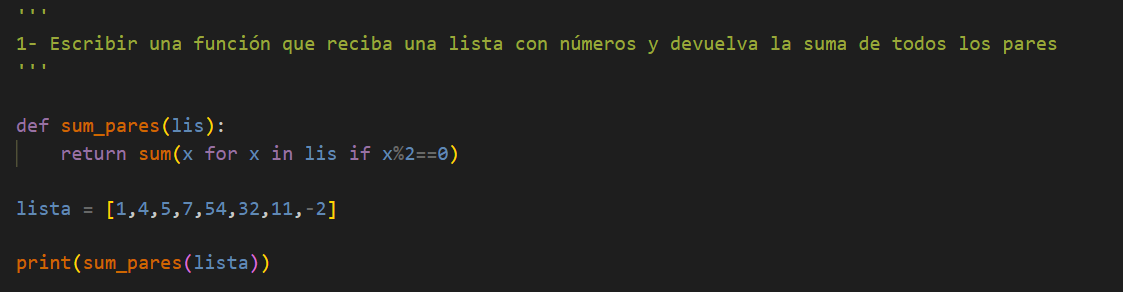 '''
1- Escribir una función que reciba una lista con números y devuelva la suma de todos los pares
'''
def sum_pares(lis):
    return sum(x for x in lis if x%2==0)
lista = [1,4,5,7,54,32,11,-2]
print(sum_pares(lista))